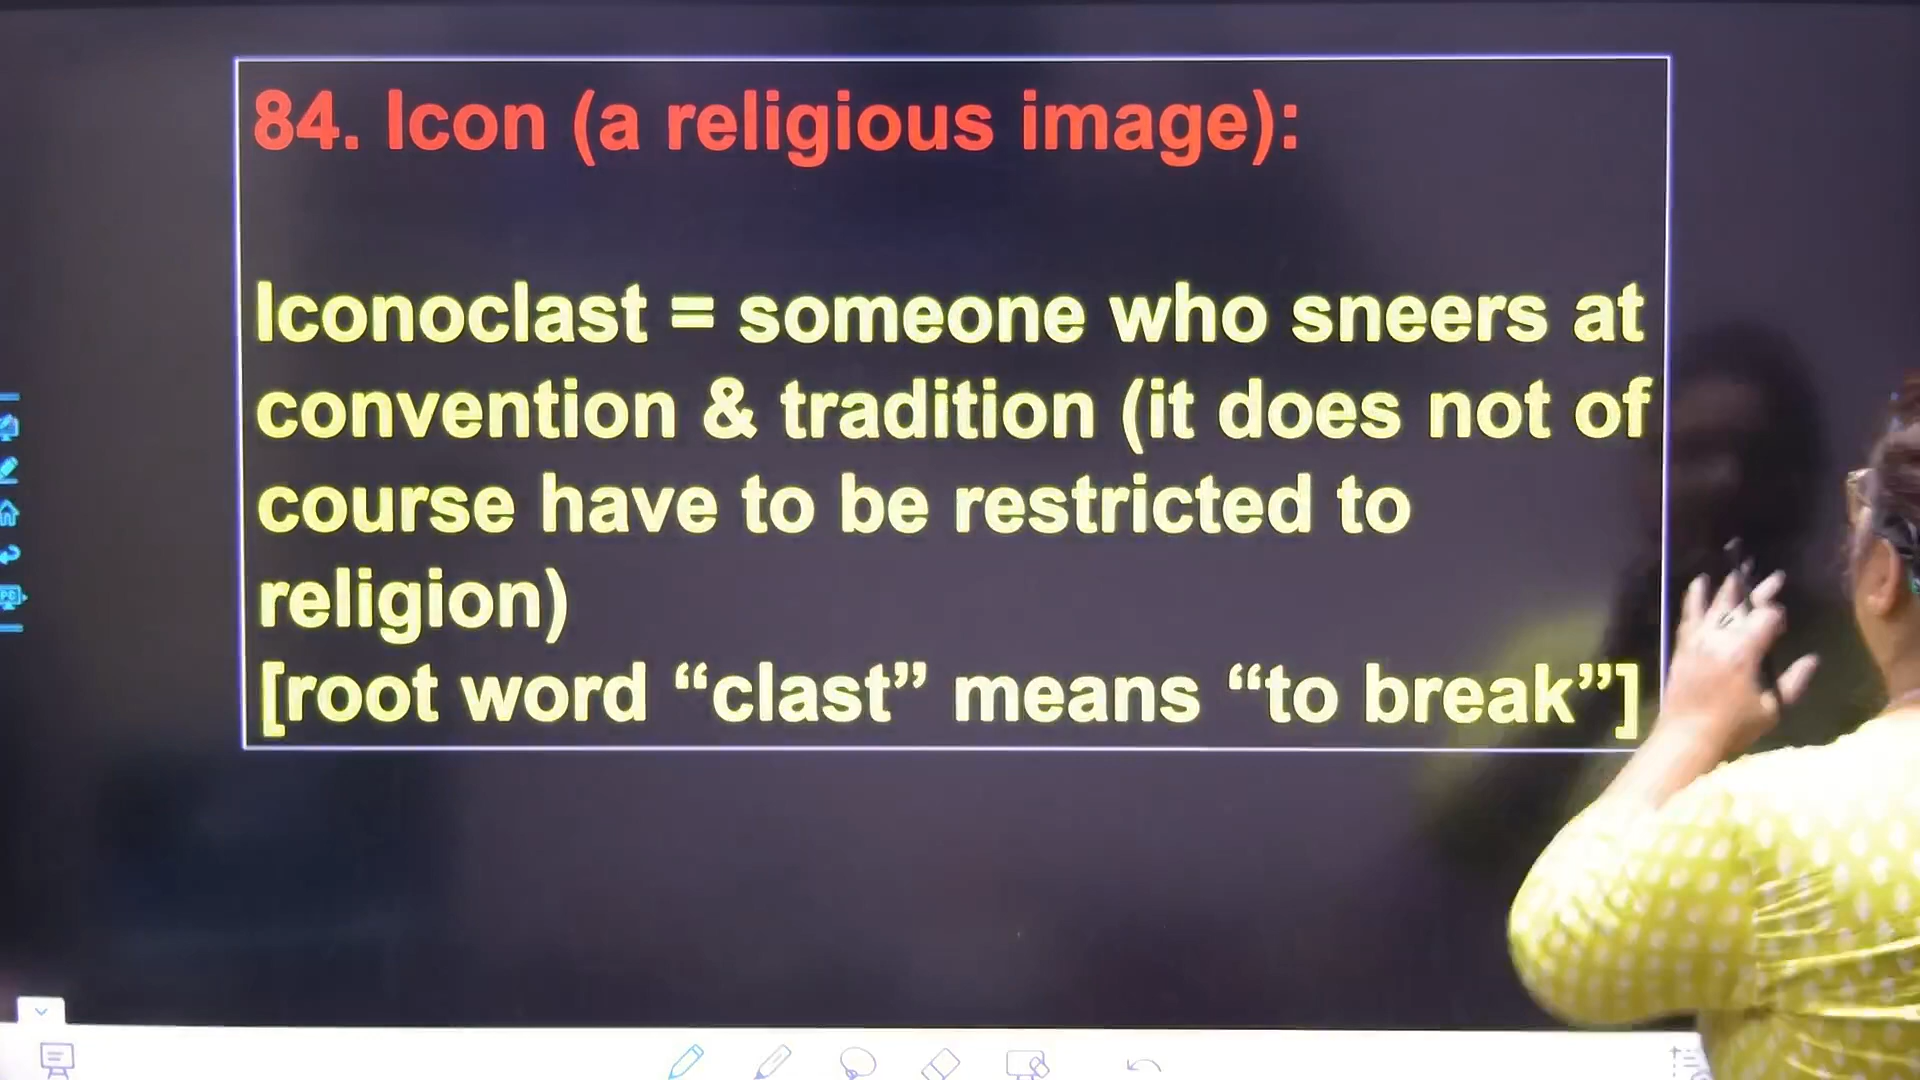 84. Icon (a religious image):
Iconoclast = someone who sneers at
convention & tradition (it does not of
course have to be restricted to
religion)
[root word “clast” means “to break”]
PC